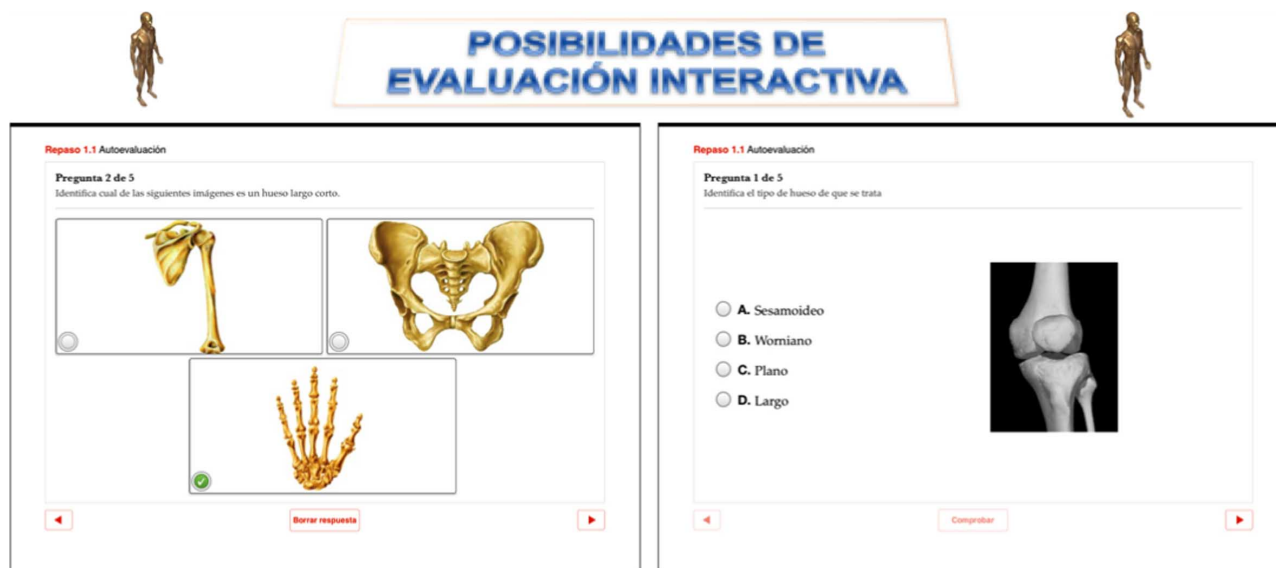 POSIBILIDADES DE
EVALUACIÓN INTERACTIVA
Repaso 1.1 Autoevaluación
Pregunta 2 de 5
Identifica cual de las siguientes imágenes es un hueso largo corto.
Borrar respuesta
Repaso 1.1 Autoevaluación
Pregunta 1 de 5
Identifica el tipo de hueso de que se trata
A. Sesamoideo
B. Worniano
C. Plano
D. Largo
Comprobar